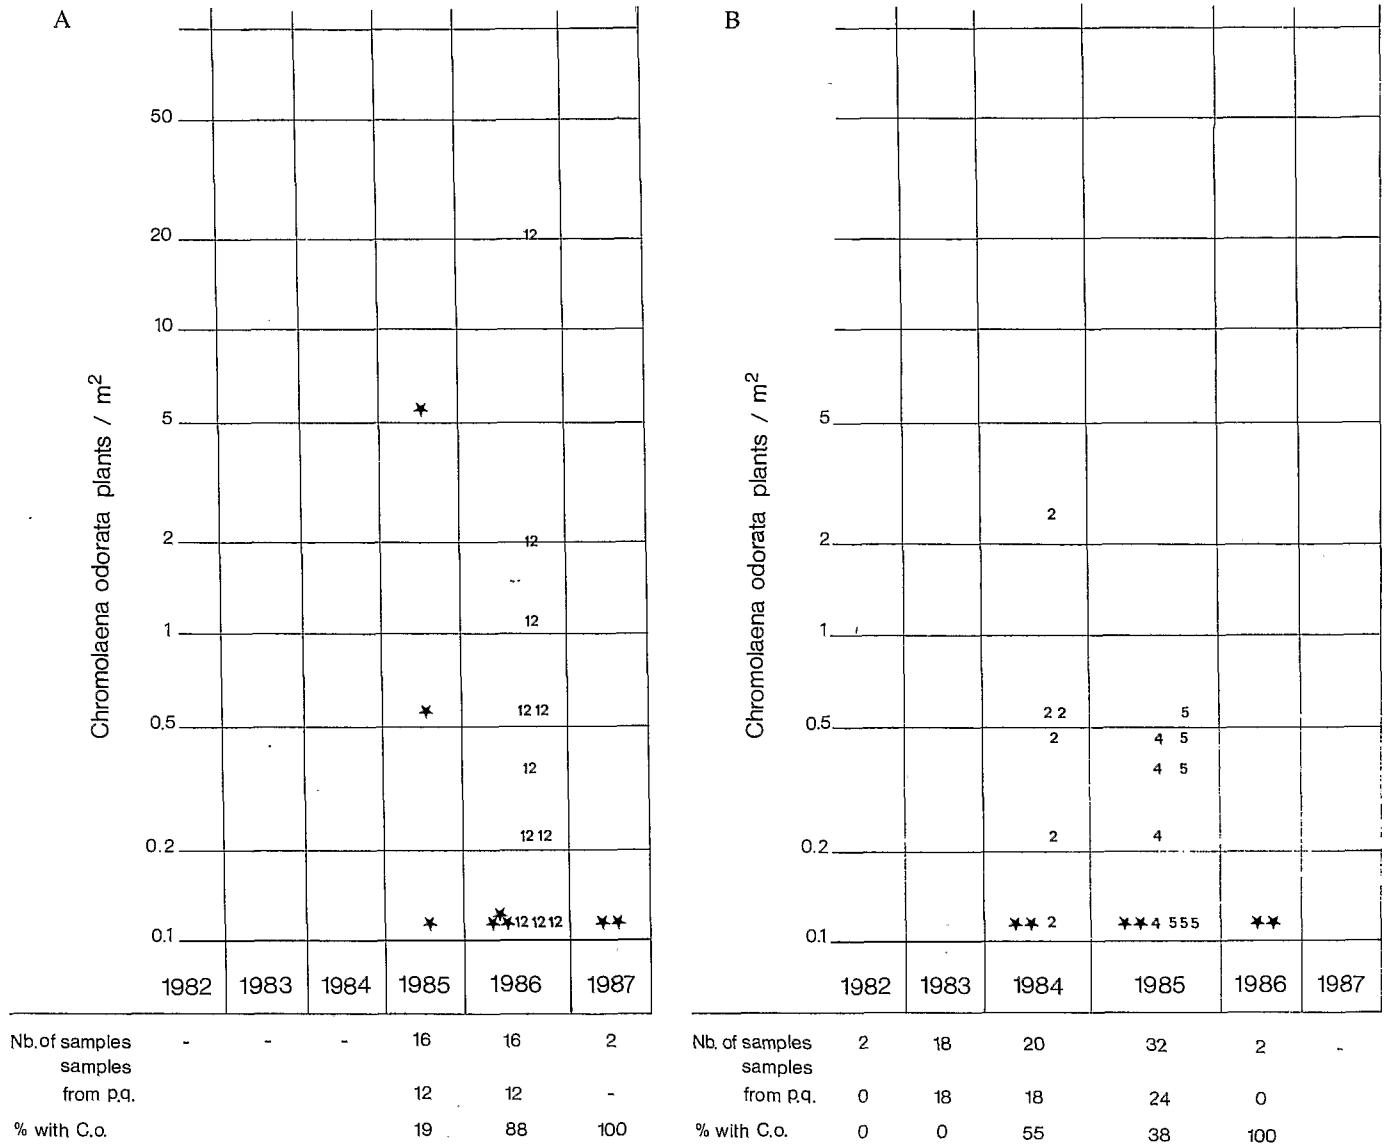 A
50
20
10
5
2
1
0.5
0.2
0.1
Chromolaena odorata plants / m²
12
12
12
12 12
12
12 12
12 12 12
1982 1983 1984 1985 1986 1987
Nb. of samples - - - 16 16 2
samples
from p.q. 12 12 -
% with C.o. 19 88 100
B
5
2
1
0.5
0.2
0.1
Chromolaena odorata plants / m²
2
2 2 5
2 4 5
4 5
2 4
2 4 5 5 5
1982 1983 1984 1985 1986 1987
Nb. of samples 2 18 20 32 2 -
samples
from p.q. 0 18 18 24 0
% with C.o. 0 0 55 38 100